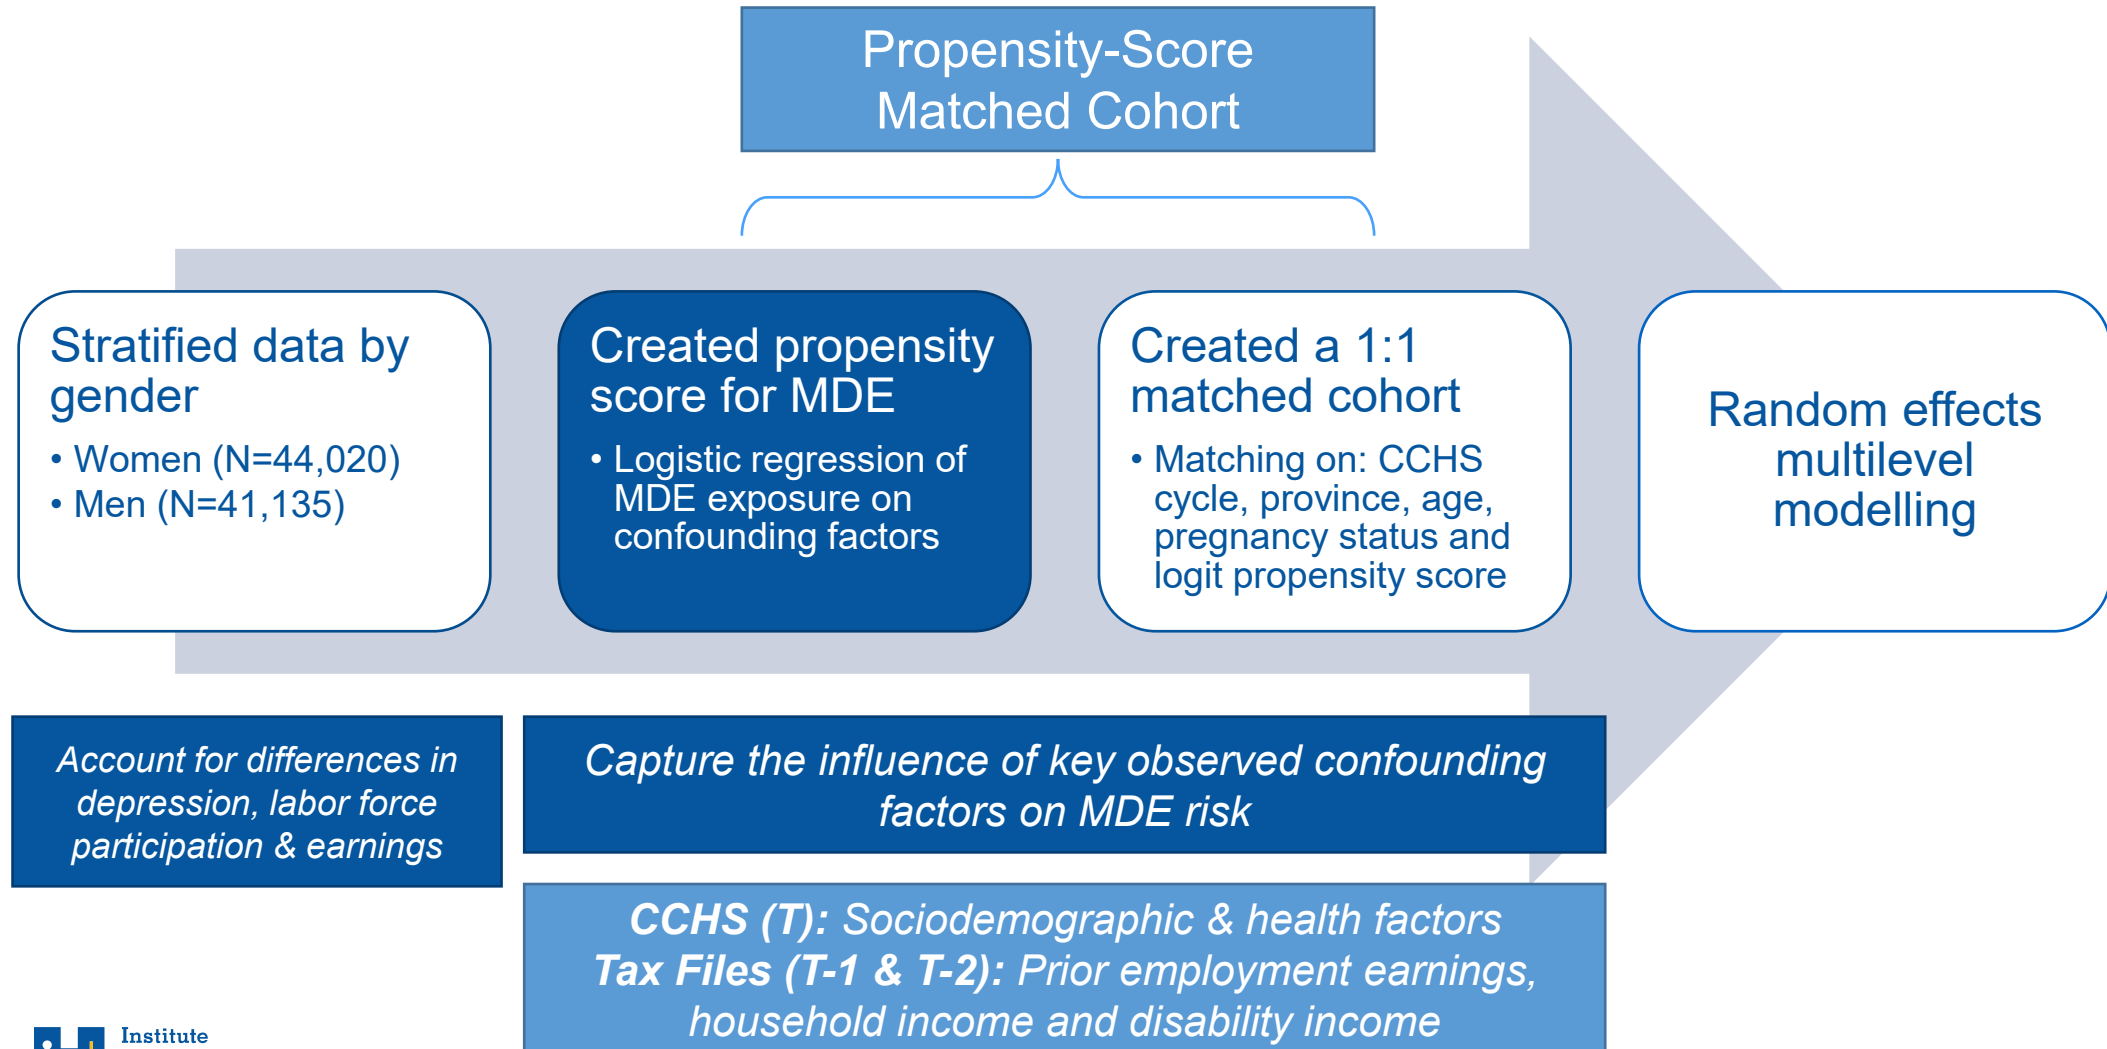 Propensity-Score
Matched Cohort
Stratified data by
gender
• Women (N=44,020)
• Men (N=41,135)
Created propensity
score for MDE
• Logistic regression of
MDE exposure on
confounding factors
Created a 1:1
matched cohort
• Matching on: CCHS
cycle, province, age,
pregnancy status and
logit propensity score
Random effects
multilevel
modelling
Account for differences in
depression, labor force
participation & earnings
Capture the influence of key observed confounding
factors on MDE risk
CCHS (T): Sociodemographic & health factors
Tax Files (T-1 & T-2): Prior employment earnings,
household income and disability income
Institute